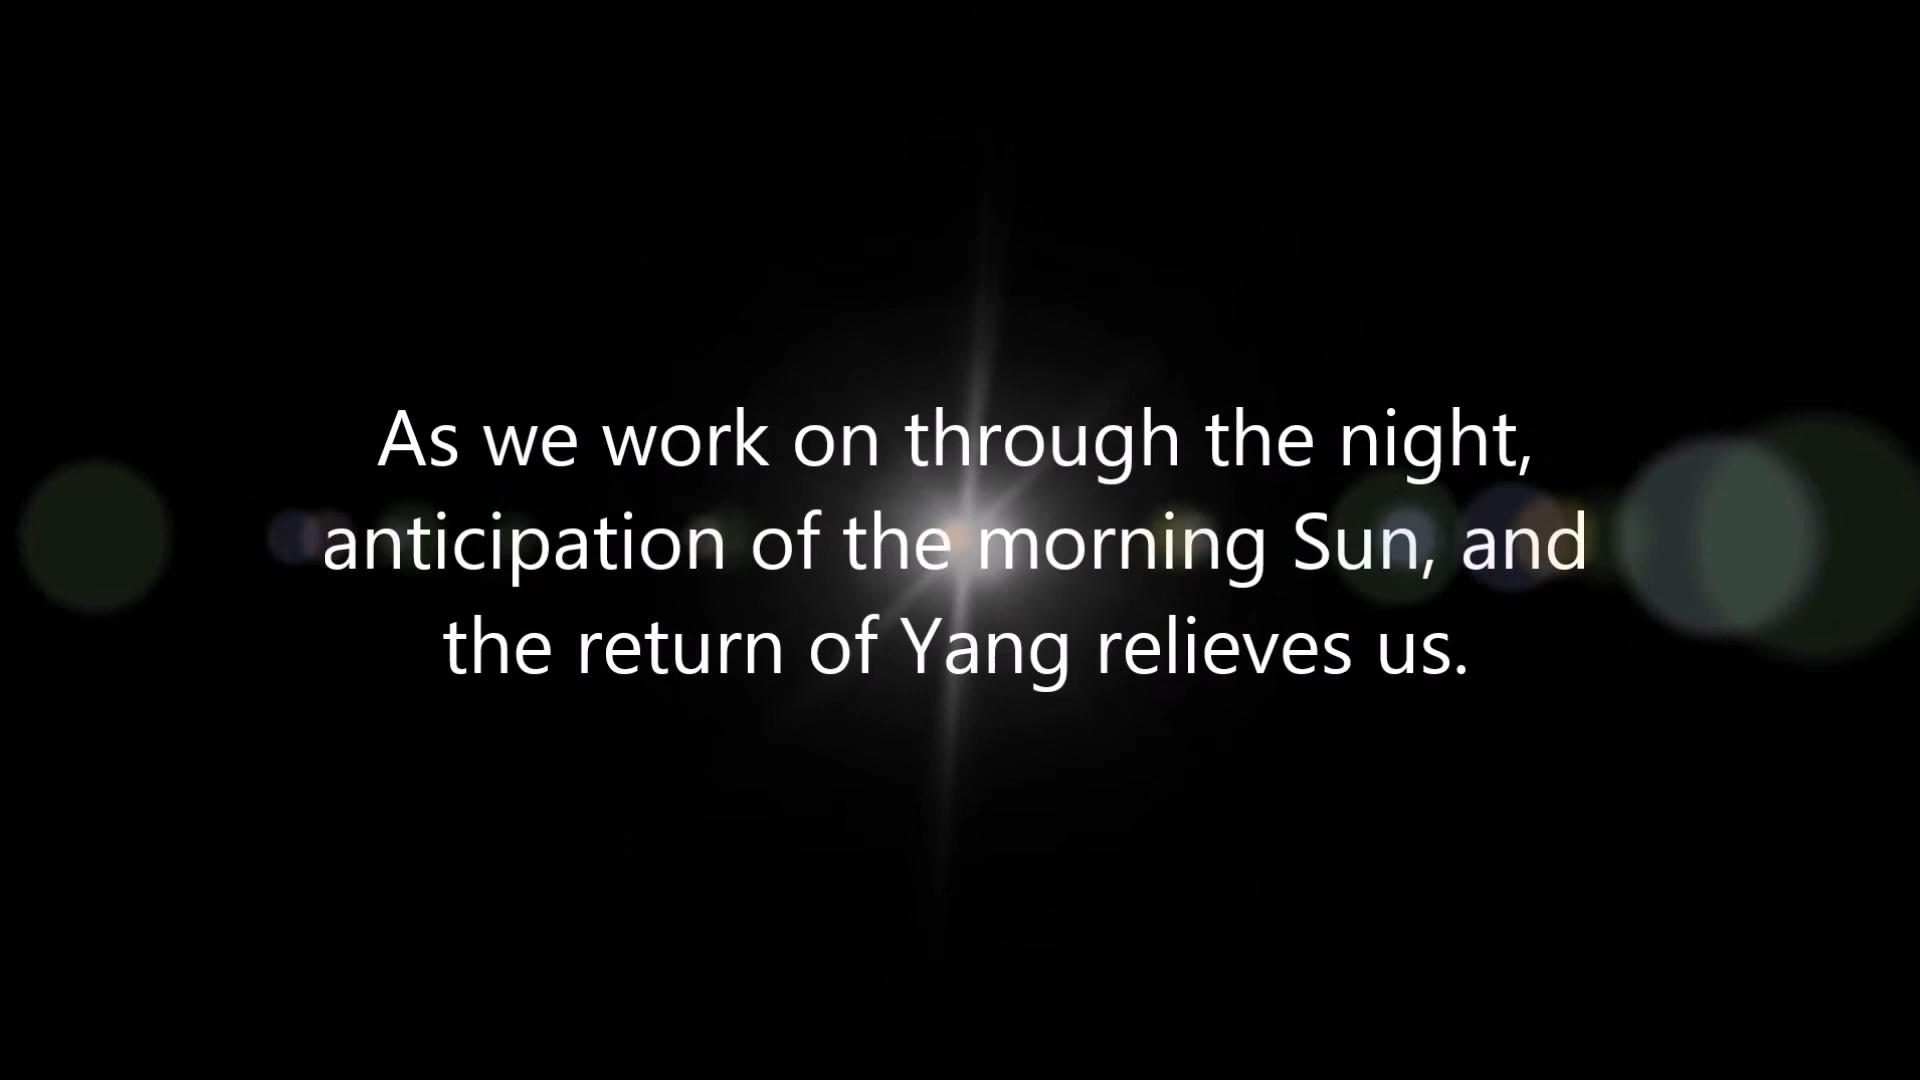 As we work on through the night,
anticipation of the morning Sun, and
the return of Yang relieves us.